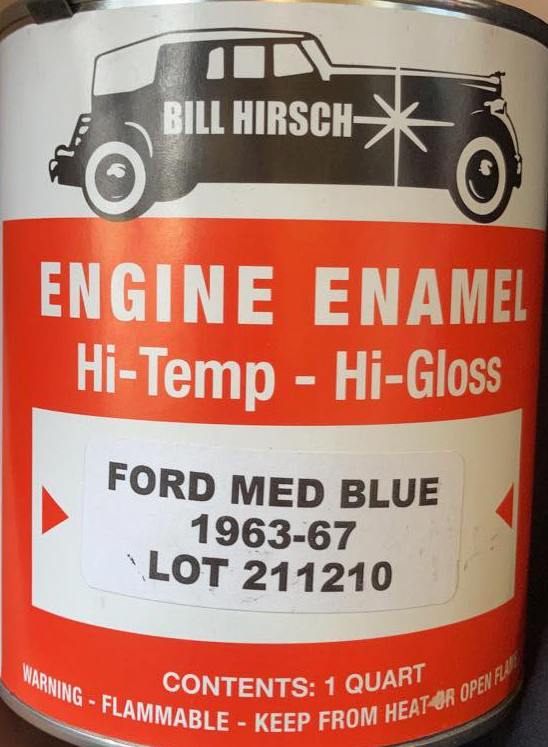 BILL HIRSCH
ENGINE ENAMEL
Hi-Temp - Hi-Gloss
FORD MED BLUE
1963-67
LOT 211210
CONTENTS: 1 QUART
WARNING - FLAMMABLE - KEEP FROM HEAT OR OPEN FLAME